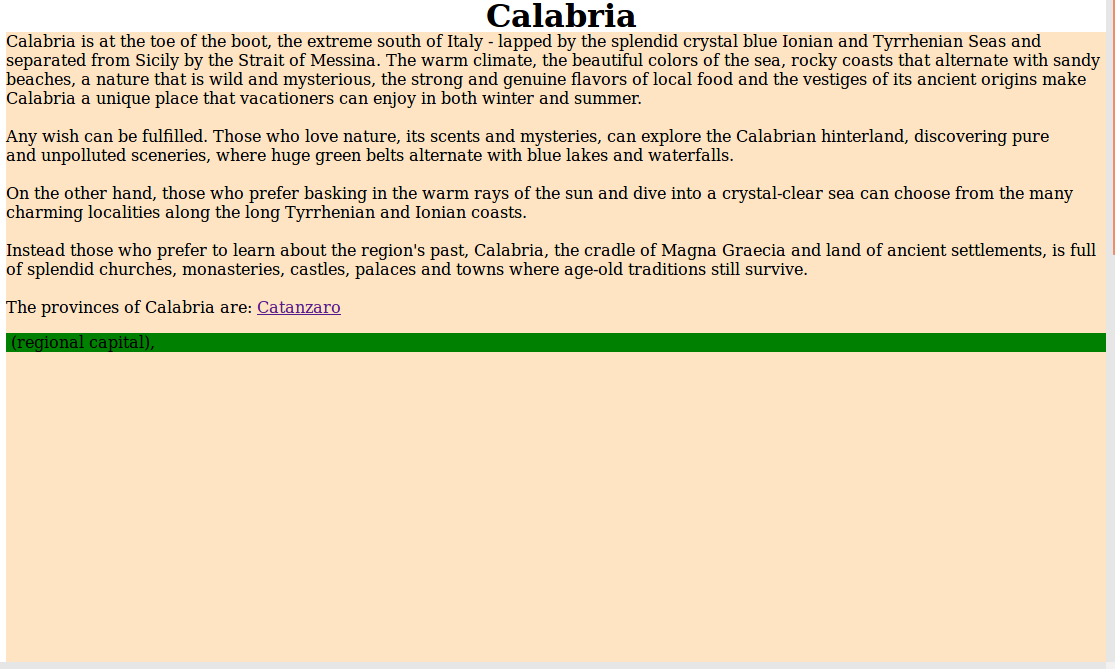 Calabria
Calabria is at the toe of the boot, the extreme south of Italy - lapped by the splendid crystal blue Ionian and Tyrrhenian Seas and
separated from Sicily by the Strait of Messina. The warm climate, the beautiful colors of the sea, rocky coasts that alternate with sandy
beaches, a nature that is wild and mysterious, the strong and genuine flavors of local food and the vestiges of its ancient origins make
Calabria a unique place that vacationers can enjoy in both winter and summer.
Any wish can be fulfilled. Those who love nature, its scents and mysteries, can explore the Calabrian hinterland, discovering pure
and unpolluted sceneries, where huge green belts alternate with blue lakes and waterfalls.
On the other hand, those who prefer basking in the warm rays of the sun and dive into a crystal-clear sea can choose from the many
charming localities along the long Tyrrhenian and Ionian coasts.
Instead those who prefer to learn about the region's past, Calabria, the cradle of Magna Graecia and land of ancient settlements, is full
of splendid churches, monasteries, castles, palaces and towns where age-old traditions still survive.
The provinces of Calabria are: Catanzaro
(regional capital),